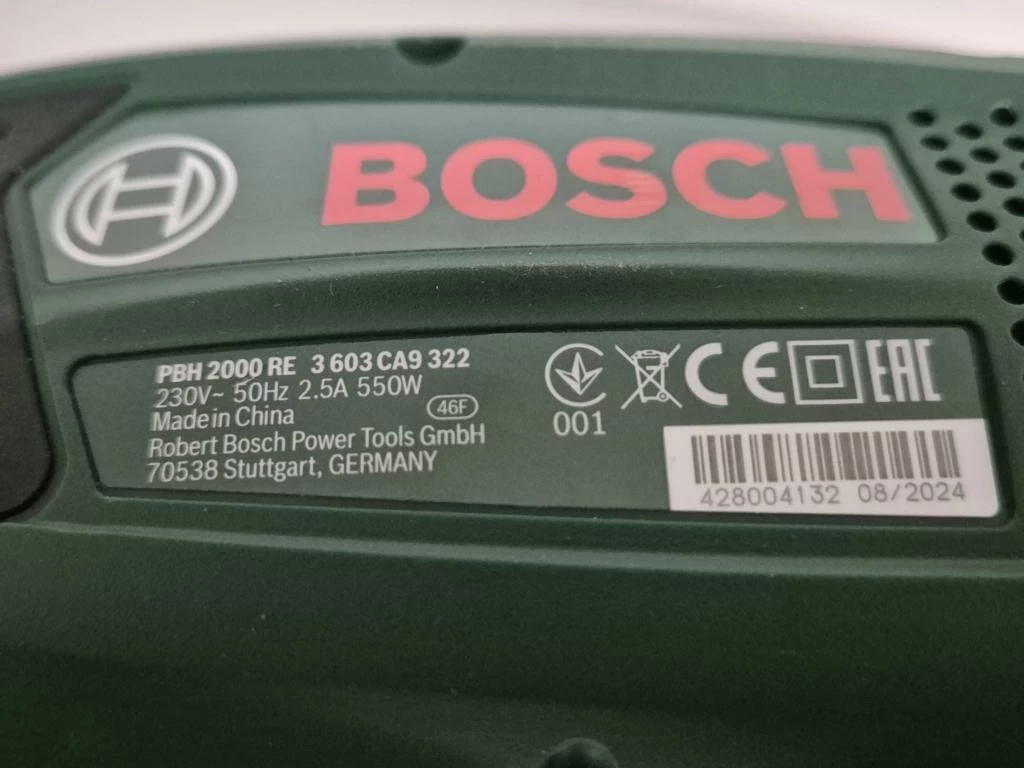 BOSCH
PBH 2000 RE 3 603 CA9 322
230V~ 50Hz 2.5A 550W
Made in China
46F
Robert Bosch Power Tools GmbH
70538 Stuttgart, GERMANY
001
CE
EAC
428004132 08/2024